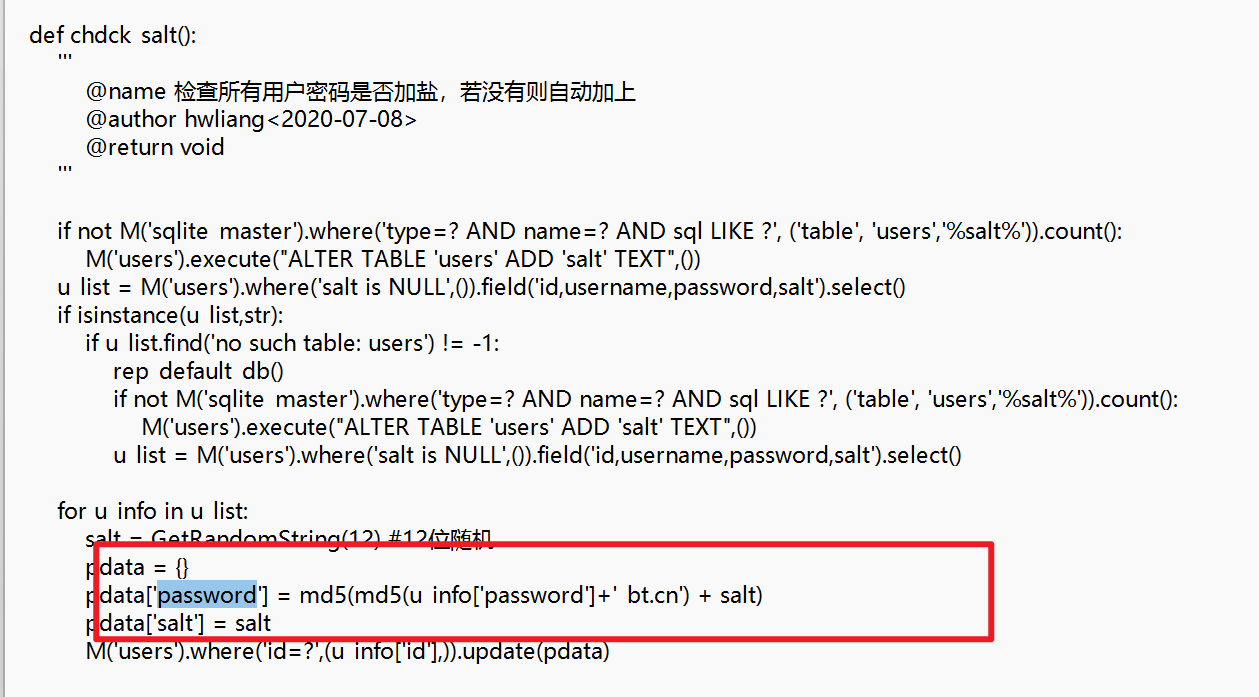 def chdck salt():
'''
@name 检查所有用户密码是否加盐，若没有则自动加上
@author hwliang<2020-07-08>
@return void
'''
if not M('sqlite master').where('type=? AND name=? AND sql LIKE ?', ('table', 'users','%salt%')).count():
M('users').execute("ALTER TABLE 'users' ADD 'salt' TEXT",())
u list = M('users').where('salt is NULL',()).field('id,username,password,salt').select()
if isinstance(u list,str):
if u list.find('no such table: users') != -1:
rep default db()
if not M('sqlite master').where('type=? AND name=? AND sql LIKE ?', ('table', 'users','%salt%')).count():
M('users').execute("ALTER TABLE 'users' ADD 'salt' TEXT",())
u list = M('users').where('salt is NULL',()).field('id,username,password,salt').select()
for u info in u list:
salt = GetRandomString(12) #12位随机
pdata = {}
pdata['password'] = md5(md5(u info['password']+' bt.cn') + salt)
pdata['salt'] = salt
M('users').where('id=?',(u info['id'],)).update(pdata)